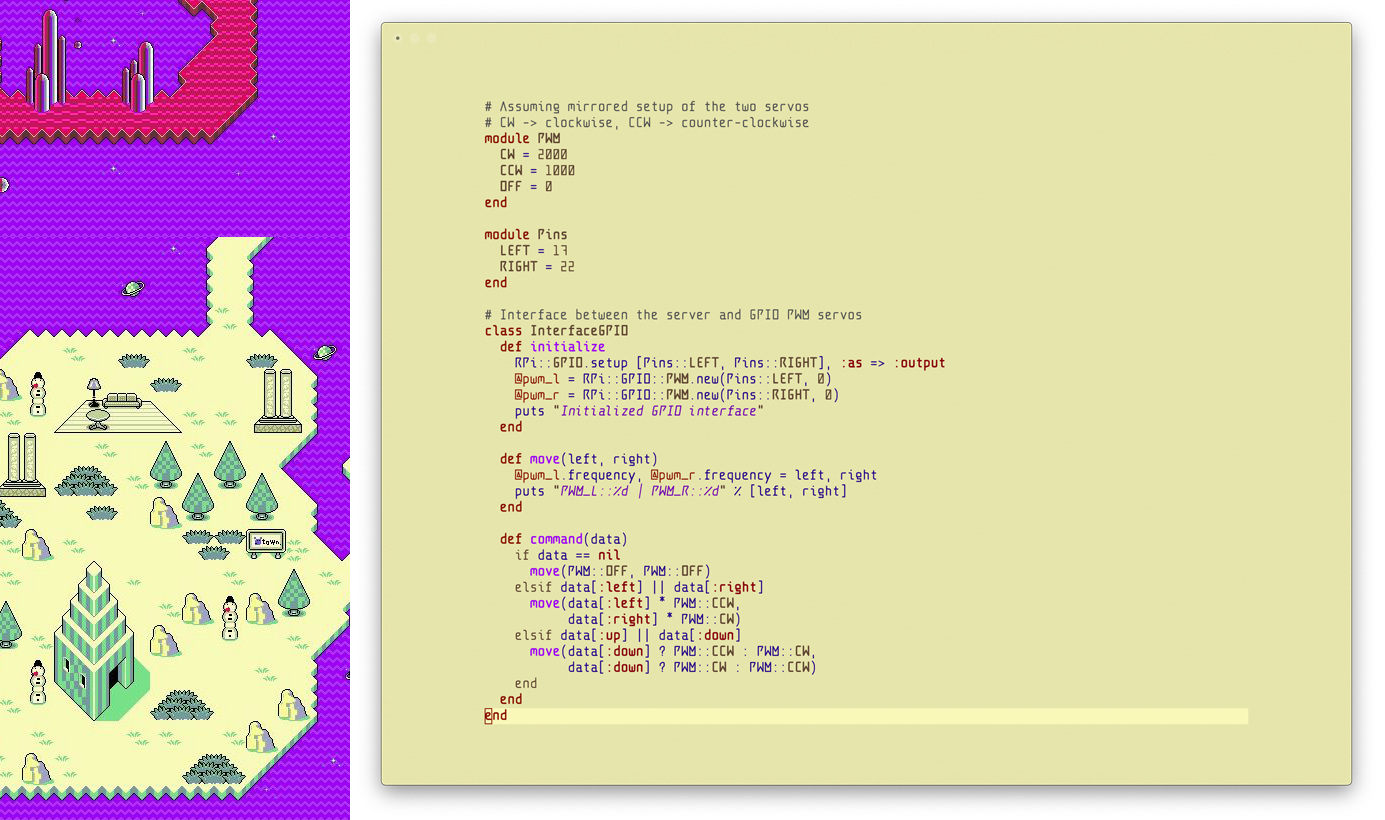 town.
# Assuming mirrored setup of the two servos
# CW -> clockwise, CCW -> counter-clockwise
module PWM
  CW = 2000
  CCW = 1000
  OFF = 0
end

module Pins
  LEFT = 17
  RIGHT = 22
end

# Interface between the server and GPIO PWM servos
class InterfaceGPIO
  def initialize
    RPi::GPIO.setup [Pins::LEFT, Pins::RIGHT], :as => :output
    @pwm_l = RPi::GPIO::PWM.new(Pins::LEFT, 0)
    @pwm_r = RPi::GPIO::PWM.new(Pins::RIGHT, 0)
    puts "Initialized GPIO interface"
  end

  def move(left, right)
    @pwm_l.frequency, @pwm_r.frequency = left, right
    puts "PWM_L::%d | PWM_R::%d" % [left, right]
  end

  def command(data)
    if data == nil
      move(PWM::OFF, PWM::OFF)
    elsif data[:left] || data[:right]
      move(data[:left] * PWM::CCW,
           data[:right] * PWM::CW)
    elsif data[:up] || data[:down]
      move(data[:down] ? PWM::CCW : PWM::CW,
           data[:down] ? PWM::CW : PWM::CCW)
    end
  end
end